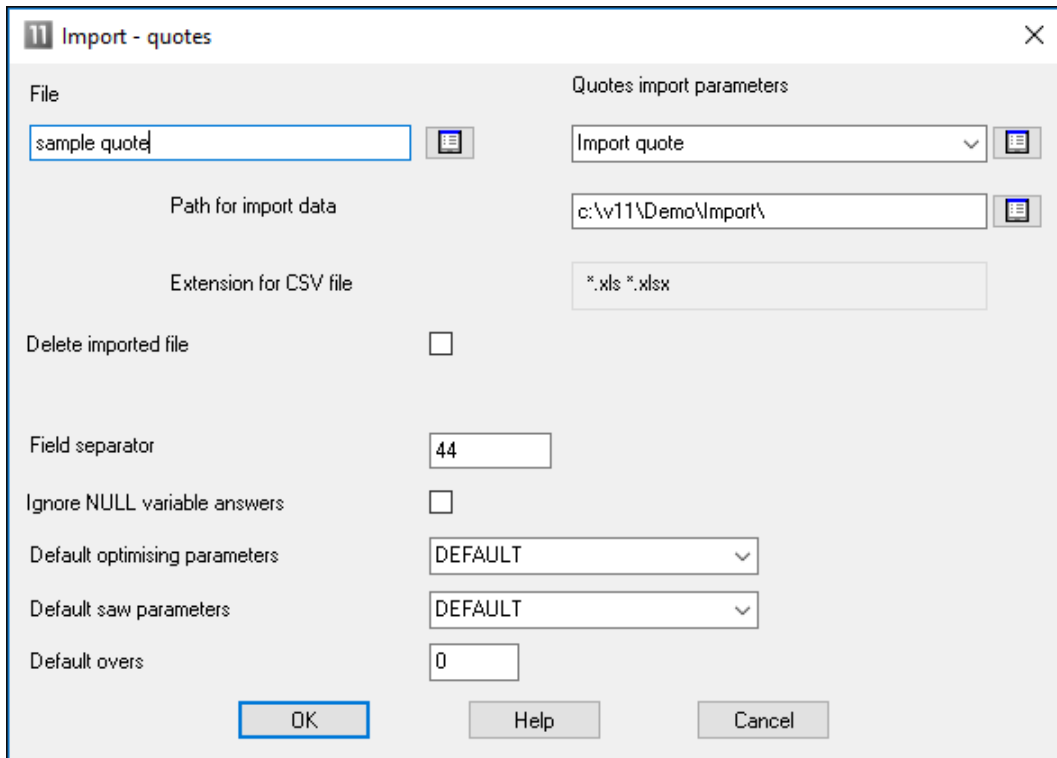 11 Import - quotes
File
Quotes import parameters
sample quote
Import quote
Path for import data
c:\v11\Demo\Import\
Extension for CSV file
*.xls *.xlsx
Delete imported file
Field separator
44
Ignore NULL variable answers
Default optimising parameters
DEFAULT
Default saw parameters
DEFAULT
Default overs
0
OK Help Cancel